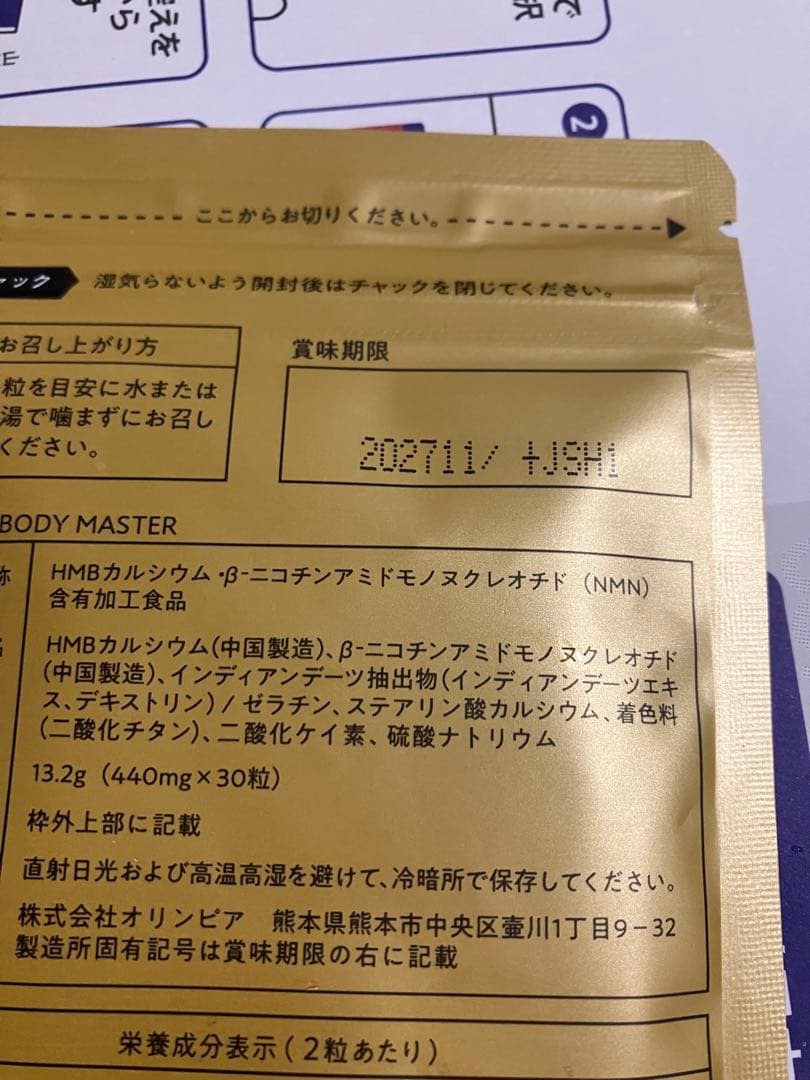 ここからお切りください。
ック
湿気らないよう開封後はチャックを閉じてください。
お召し上がり方
粒を目安に水または
湯で噛まずにお召し
ください。
賞味期限
202711/ +JSH1
BODY MASTER
称
HMBカルシウム・β-ニコチンアミドモノヌクレオチド（NMN）
含有加工食品
名
HMBカルシウム(中国製造)、β-ニコチンアミドモノヌクレオチド
(中国製造)、インディアンデーツ抽出物(インディアンデーツエキ
ス、デキストリン) / ゼラチン、ステアリン酸カルシウム、着色料
(二酸化チタン)、二酸化ケイ素、硫酸ナトリウム
13.2g（440mg×30粒）
枠外上部に記載
直射日光および高温高湿を避けて、冷暗所で保存してください。
株式会社オリンピア　熊本県熊本市中央区壷川1丁目9−32
製造所固有記号は賞味期限の右に記載
栄養成分表示(2粒あたり)
2